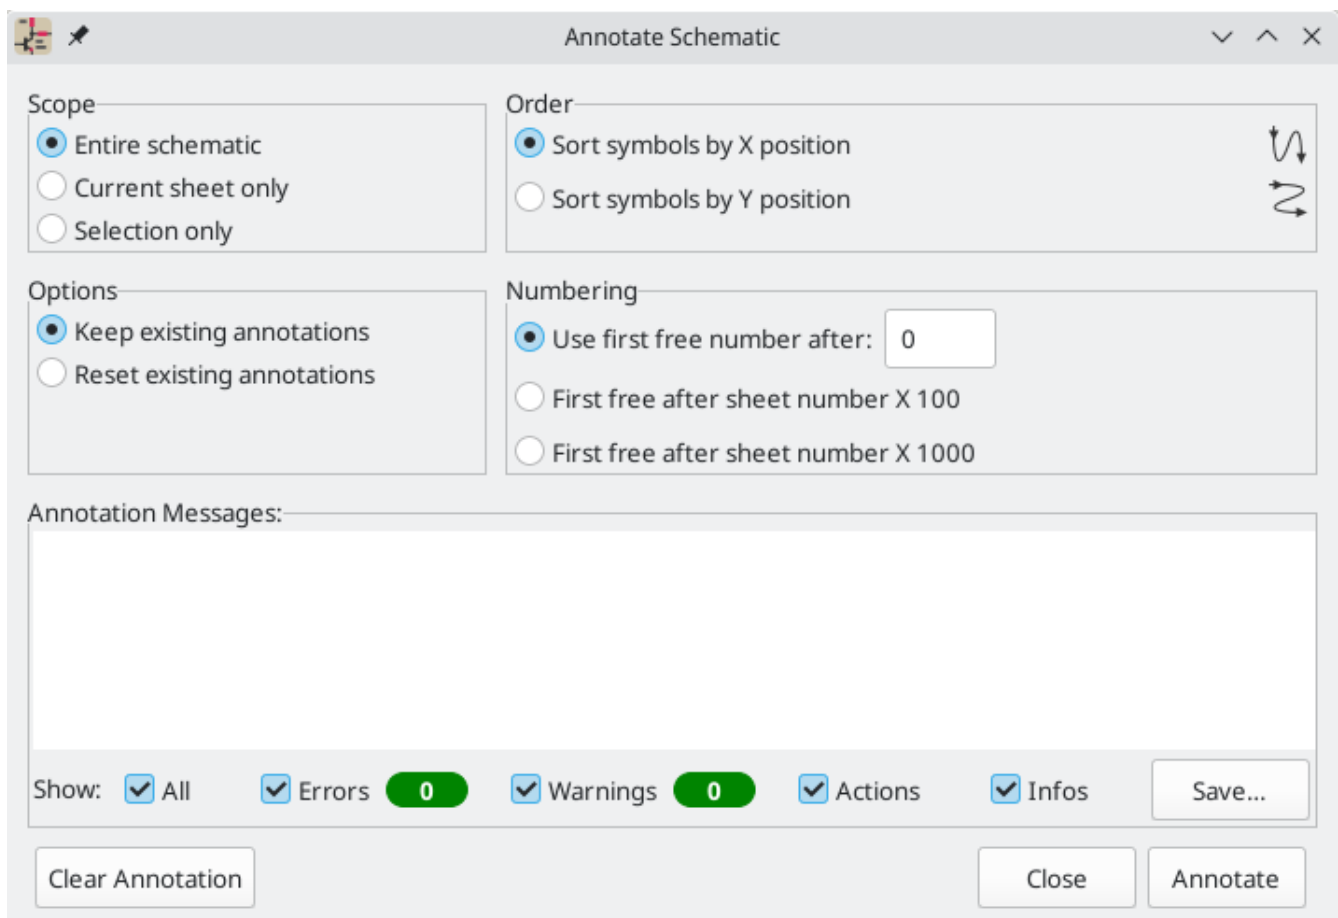 Annotate Schematic
Scope
Entire schematic
Current sheet only
Selection only
Order
Sort symbols by X position
Sort symbols by Y position
Options
Keep existing annotations
Reset existing annotations
Numbering
Use first free number after: 0
First free after sheet number X 100
First free after sheet number X 1000
Annotation Messages:
Show: All Errors 0 Warnings 0 Actions Infos Save...
Clear Annotation Close Annotate